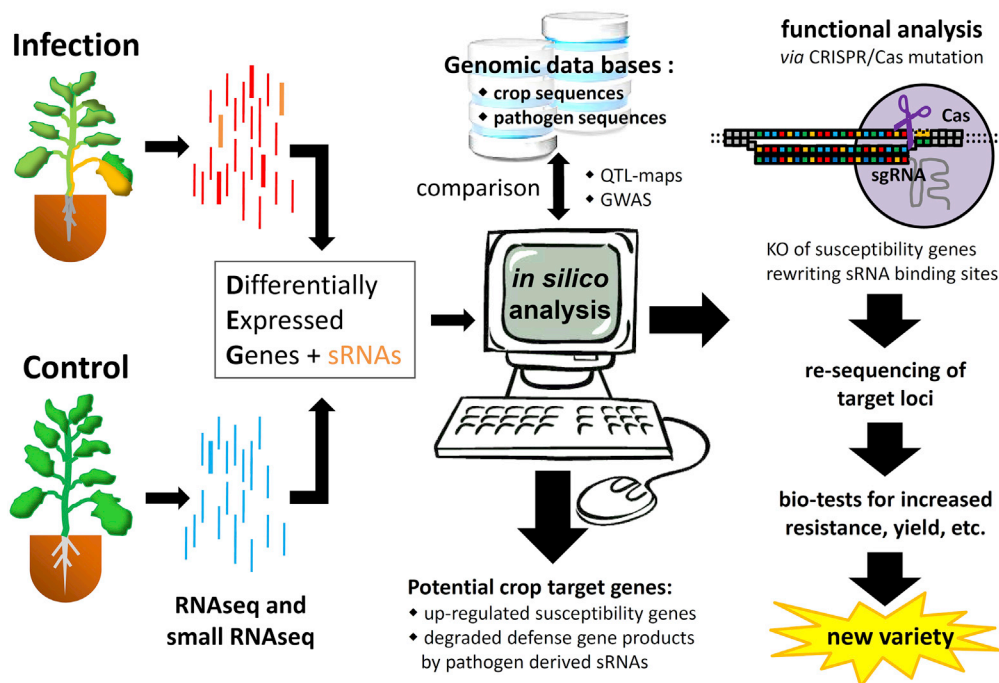 Infection
Control
RNAseq and
small RNAseq
Differentially
Expressed
Genes + sRNAs
Genomic data bases :
◆ crop sequences
◆ pathogen sequences
comparison
◆ QTL-maps
◆ GWAS
in silico
analysis
Potential crop target genes:
◆ up-regulated susceptibility genes
◆ degraded defense gene products
by pathogen derived sRNAs
functional analysis
via CRISPR/Cas mutation
Cas
sgRNA
KO of susceptibility genes
rewriting sRNA binding sites
re-sequencing of
target loci
bio-tests for increased
resistance, yield, etc.
new variety